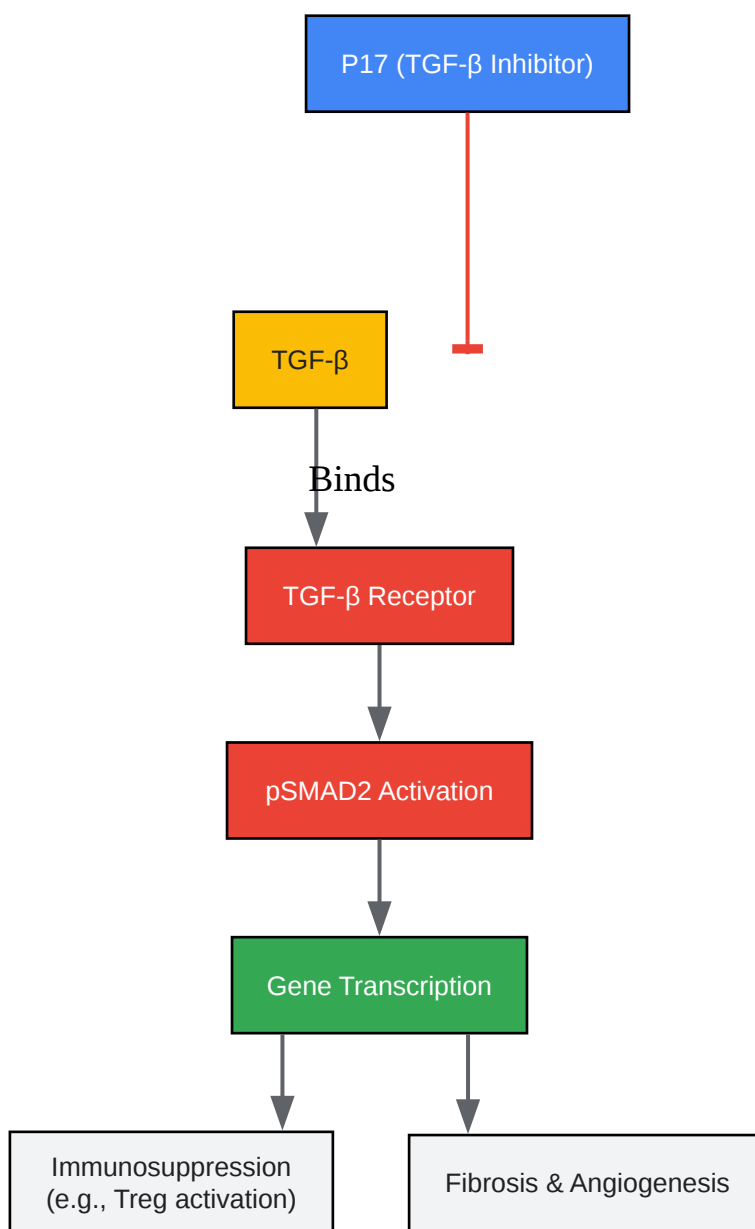 P17 (TGF-β Inhibitor)
TGF-β
Binds
TGF-β Receptor
pSMAD2 Activation
Gene Transcription
Immunosuppression
(e.g., Treg activation)
Fibrosis & Angiogenesis